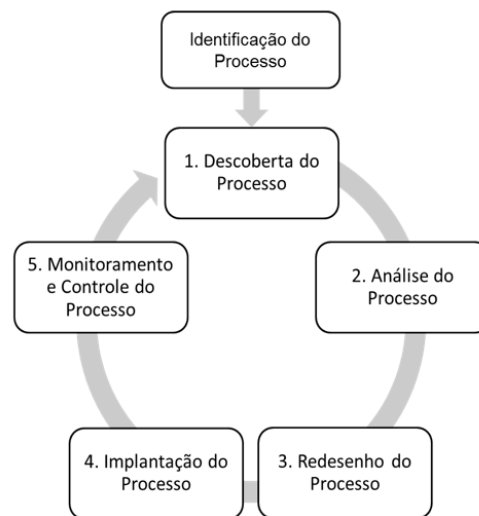 Identificação do
Processo
1. Descoberta do
Processo
5. Monitoramento
e Controle do
Processo
2. Análise do
Processo
4. Implantação do
Processo
3. Redesenho do
Processo